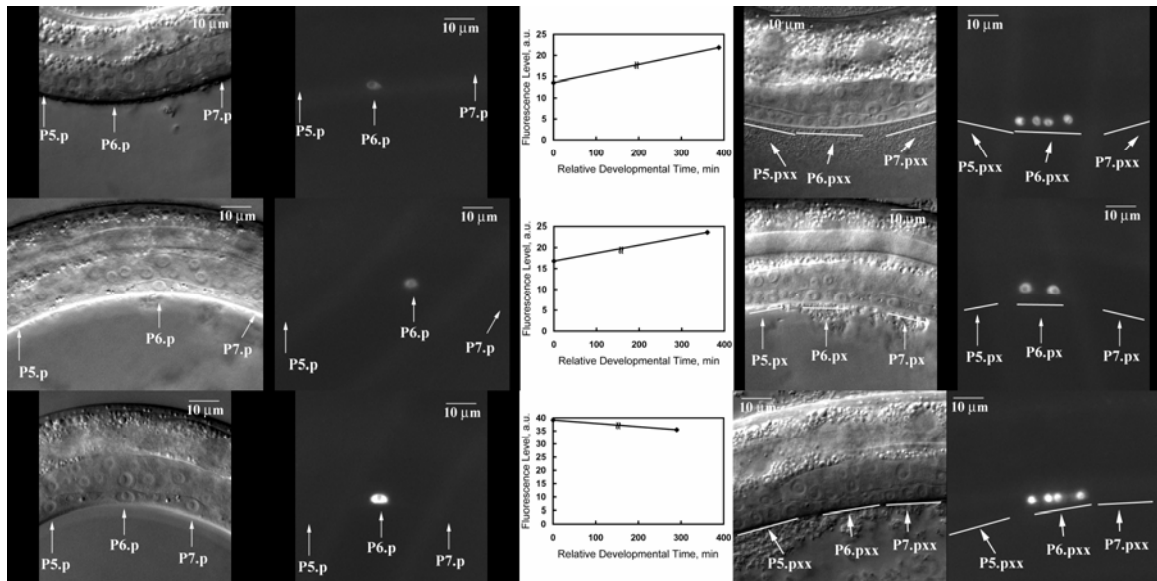 10 µm
P5.p
P6.p
P7.p
10 µm
P5.p
P6.p
P7.p
Fluorescence Level, a.u.
25
20
15
10
5
0
0 100 200 300 400
Relative Developmental Time, min
10 µm
P5.pxx
P6.pxx
P7.pxx
10 µm
P5.pxx
P6.pxx
P7.pxx
10 µm
P5.p
P6.p
P7.p
10 µm
P5.p
P6.p
P7.p
Fluorescence Level, a.u.
25
20
15
10
5
0
0 100 200 300 400
Relative Developmental Time, min
10 µm
P5.px
P6.px
P7.px
10 µm
P5.px
P6.px
P7.px
10 µm
P5.p
P6.p
P7.p
10 µm
P5.p
P6.p
P7.p
Fluorescence Level, a.u.
40
35
30
25
20
15
10
5
0
0 100 200 300 400
Relative Developmental Time, min
10 µm
P5.pxx
P6.pxx
P7.pxx
10 µm
P5.pxx
P6.pxx
P7.pxx